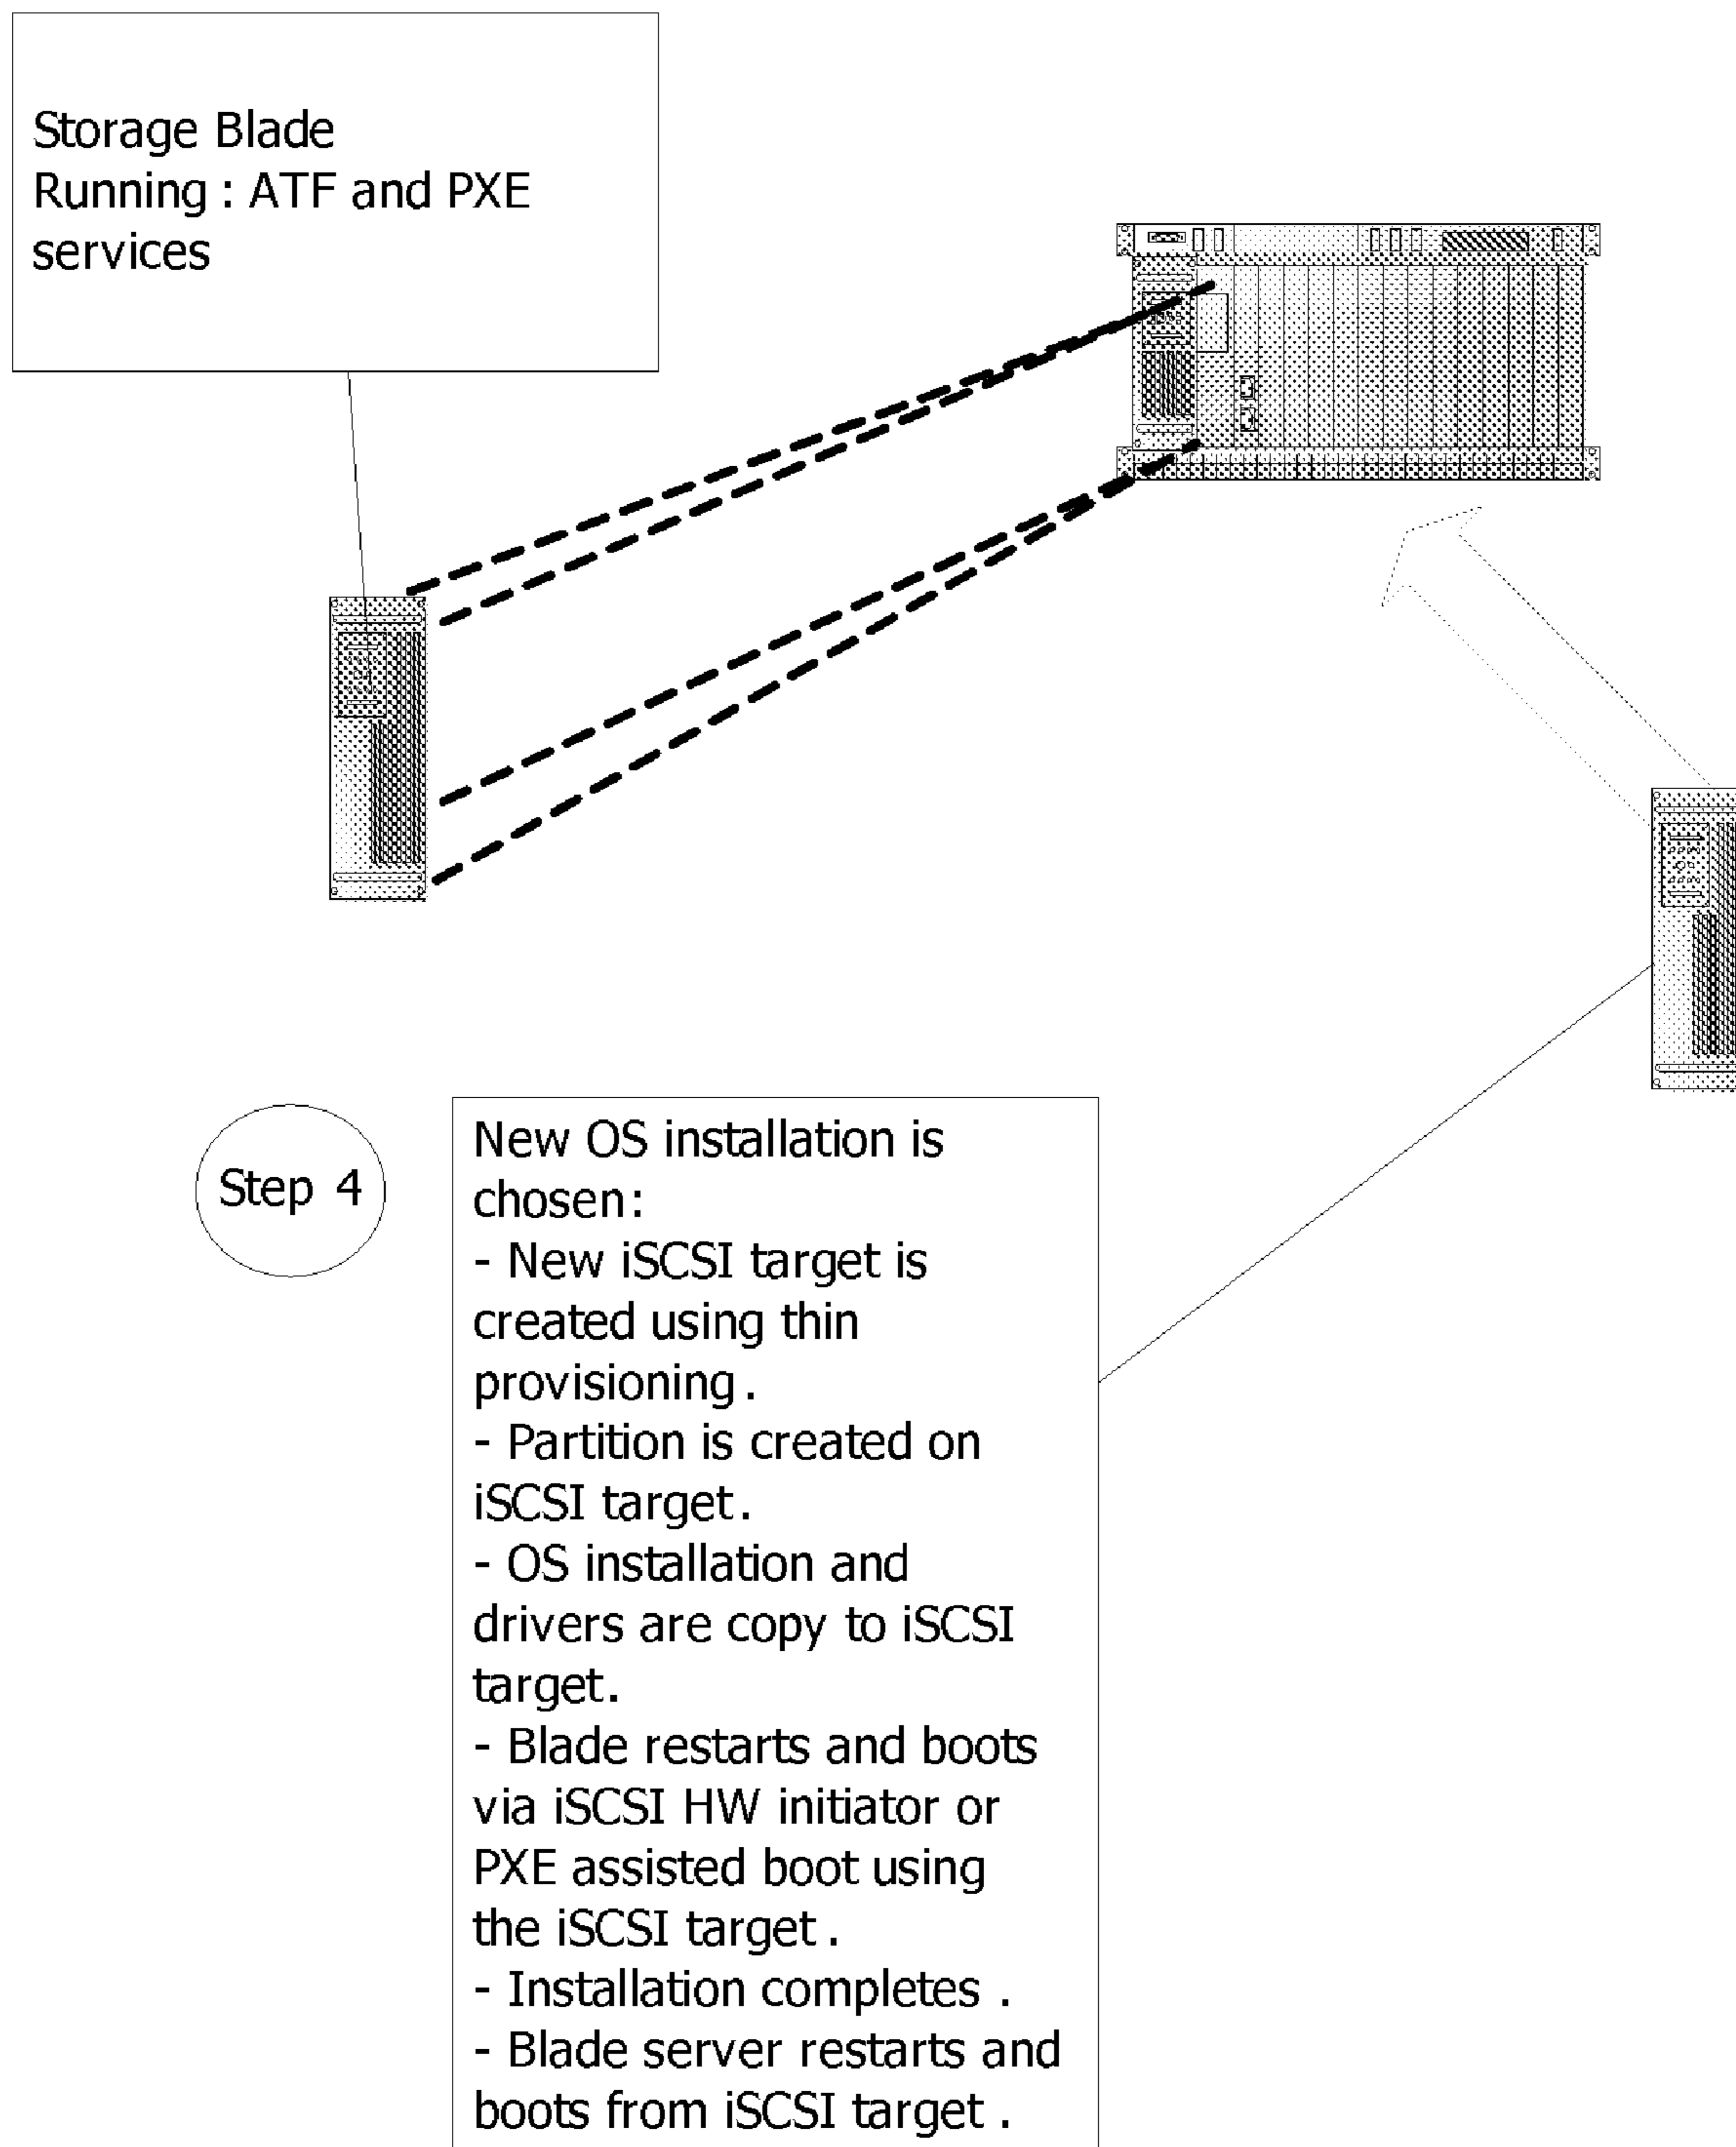 Storage Blade
Running : ATF and PXE
services
Step 4
New OS installation is
chosen:
- New iSCSI target is
created using thin
provisioning .
- Partition is created on
iSCSI target.
- OS installation and
drivers are copy to iSCSI
target.
- Blade restarts and boots
via iSCSI HW initiator or
PXE assisted boot using
the iSCSI target .
- Installation completes .
- Blade server restarts and
boots from iSCSI target .